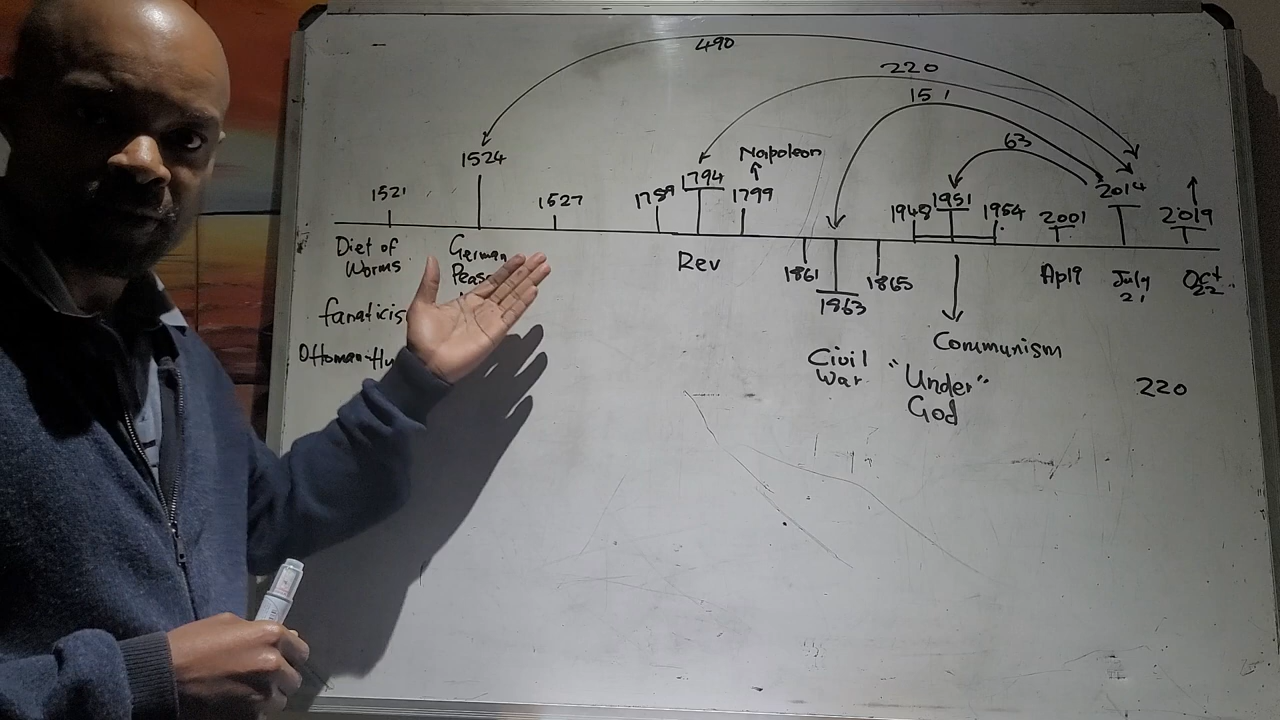 490
220
151
63
1524
1794
Napoleon
1799
1521
1527
1789
1948
1951
1954
2001
2014
2019
Diet of
Worms
German
Rev
1861
1863
1865
Ap19
July
21
Oct
22
Communism
Civil
War
"Under"
God
220